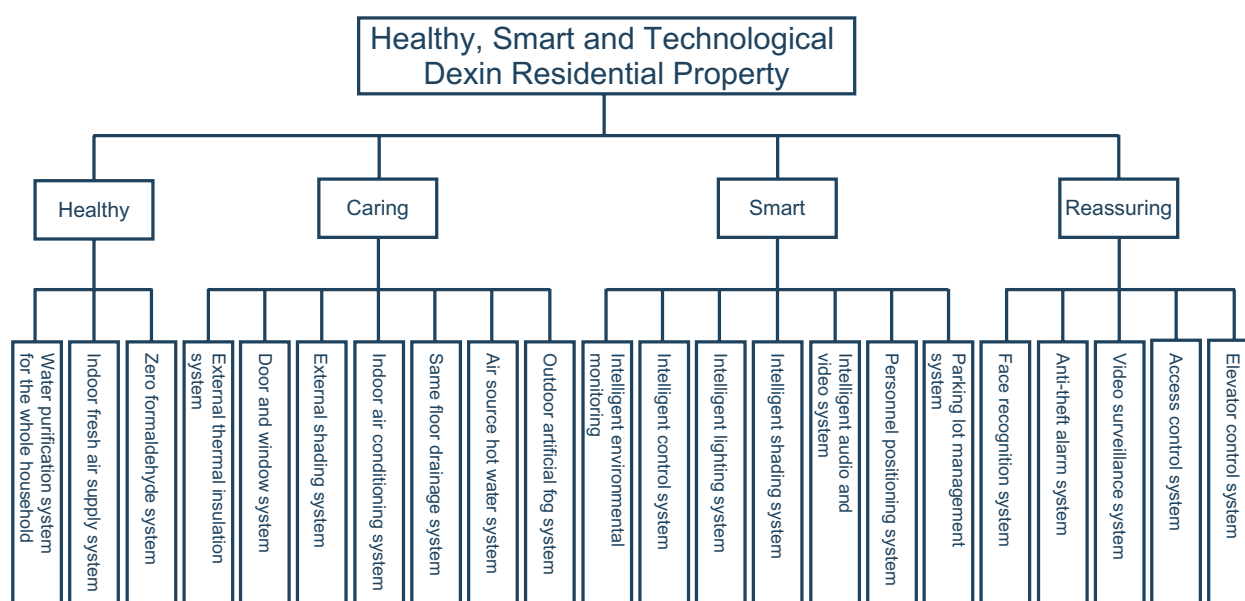 Healthy, Smart and Technological
Dexin Residential Property
Healthy
Caring
Smart
Reassuring
Water purification system
for the whole household
Indoor fresh air supply system
Zero formaldehyde system
External thermal insulation
system
Door and window system
External shading system
Indoor air conditioning system
Same floor drainage system
Air source hot water system
Outdoor artificial fog system
Intelligent environmental
monitoring
Intelligent control system
Intelligent lighting system
Intelligent shading system
Intelligent audio and
video system
Personnel positioning system
Parking lot management
system
Face recognition system
Anti-theft alarm system
Video surveillance system
Access control system
Elevator control system